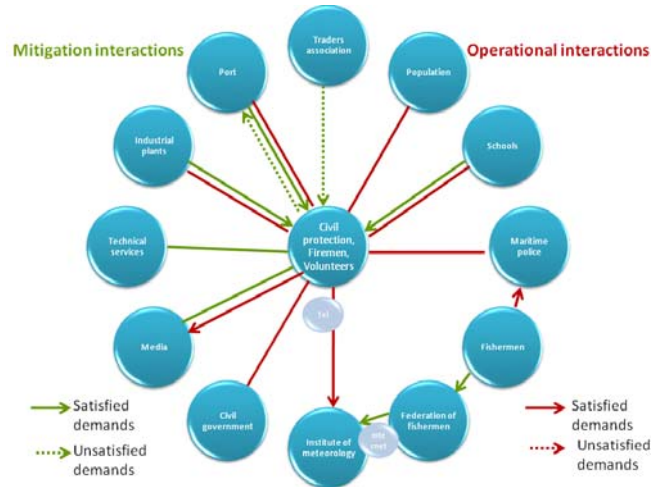 Mitigation interactions
Traders
association
Operational interactions
Port
Population
Industrial
plants
Schools
Civil
protection,
Firemen,
Volunteers
Technical
services
Maritime
police
Tel
Media
Fishermen
Civil
government
Federation of
fishermen
Institute of
meteorology
Satisfied
demands
Unsatisfied
demands
Satisfied
demands
Unsatisfied
demands